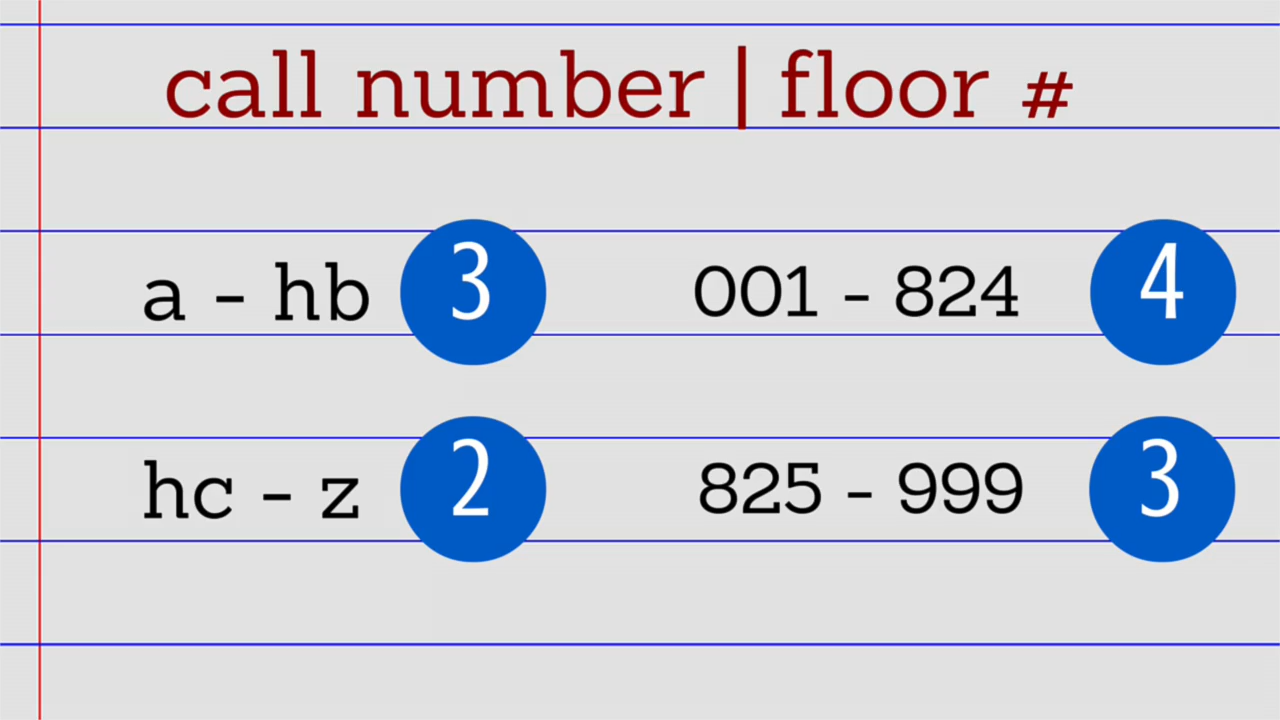 call number | floor #
a - hb 3 001 - 824 4
hc - z 2 825 - 999 3